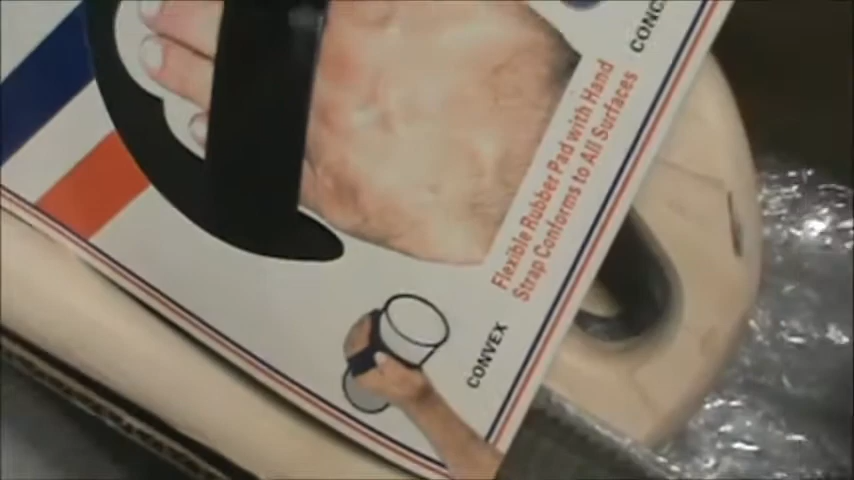 Flexible Rubber Pad with Hand
Strap Conforms to All Surfaces
CONVEX